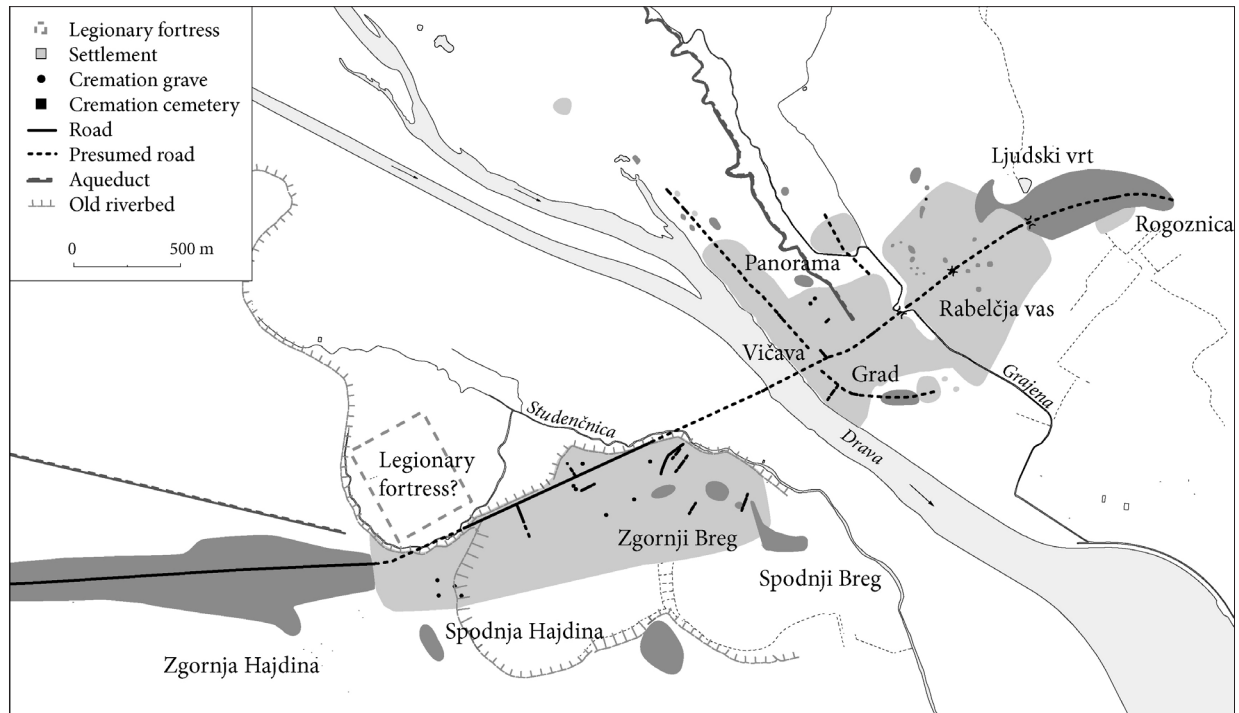 Legionary fortress
Settlement
Cremation grave
Cremation cemetery
Road
Presumed road
Aqueduct
Old riverbed
0 500 m
Ljudski vrt
Rogoznica
Panorama
Rabelčja vas
Vičava
Grad
Grajena
Studenčnica
Drava
Legionary
fortress?
Zgornji Breg
Spodnji Breg
Spodnja Hajdina
Zgornja Hajdina